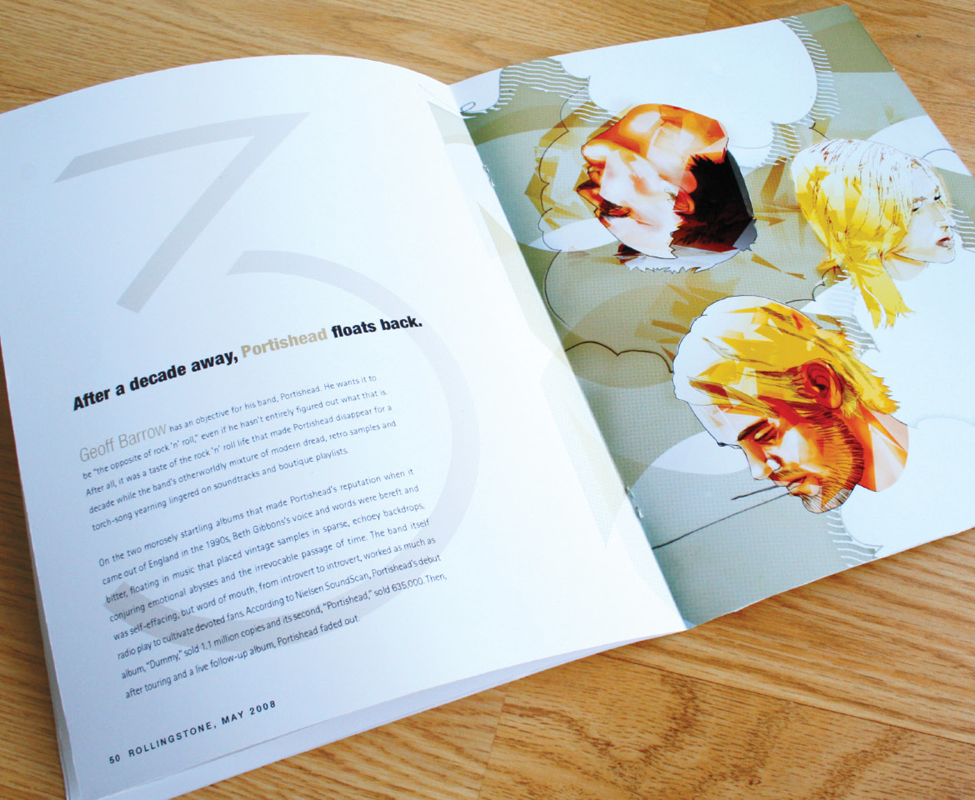 3
After a decade away, Portishead floats back.
Geoff Barrow has an objective for his band, Portishead. He wants it to
be "the opposite of rock 'n' roll," even if he hasn't entirely figured out what that is.
After all, it was a taste of the rock 'n' roll life that made Portishead disappear for a
decade while the band's otherworldly mixture of modern dread, retro samples and
torch-song yearning lingered on soundtracks and boutique playlists.
On the two morosely startling albums that made Portishead's reputation when it
came out of England in the 1990s, Beth Gibbons's voice and words were bereft and
bitter, floating in music that placed vintage samples in sparse, echoey backdrops,
conjuring emotional abysses and the irrevocable passage of time. The band itself
was self-effacing, but word of mouth, from introvert to introvert, worked as much as
radio play to cultivate devoted fans. According to Nielsen SoundScan, Portishead's debut
album, "Dummy," sold 1.1 million copies and its second, "Portishead," sold 635,000. Then,
after touring and a live follow-up album, Portishead faded out.
50 ROLLINGSTONE, MAY 2008